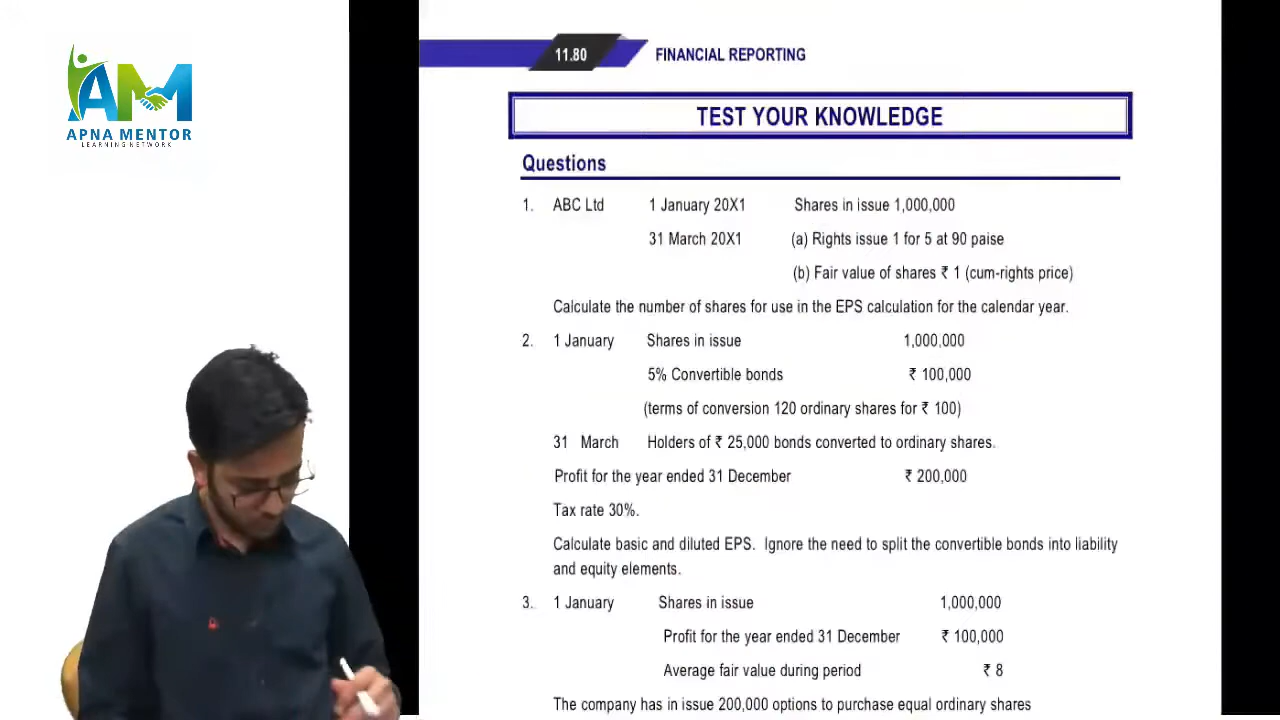 AM
APNA MENTOR
LEARNING NETWORK
11.80 FINANCIAL REPORTING
TEST YOUR KNOWLEDGE
Questions
1. ABC Ltd 1 January 20X1 Shares in issue 1,000,000
31 March 20X1 (a) Rights issue 1 for 5 at 90 paise
(b) Fair value of shares ₹ 1 (cum-rights price)
Calculate the number of shares for use in the EPS calculation for the calendar year.
2. 1 January Shares in issue 1,000,000
5% Convertible bonds ₹ 100,000
(terms of conversion 120 ordinary shares for ₹ 100)
31 March Holders of ₹ 25,000 bonds converted to ordinary shares.
Profit for the year ended 31 December ₹ 200,000
Tax rate 30%.
Calculate basic and diluted EPS. Ignore the need to split the convertible bonds into liability
and equity elements.
3. 1 January Shares in issue 1,000,000
Profit for the year ended 31 December ₹ 100,000
Average fair value during period ₹ 8
The company has in issue 200,000 options to purchase equal ordinary shares